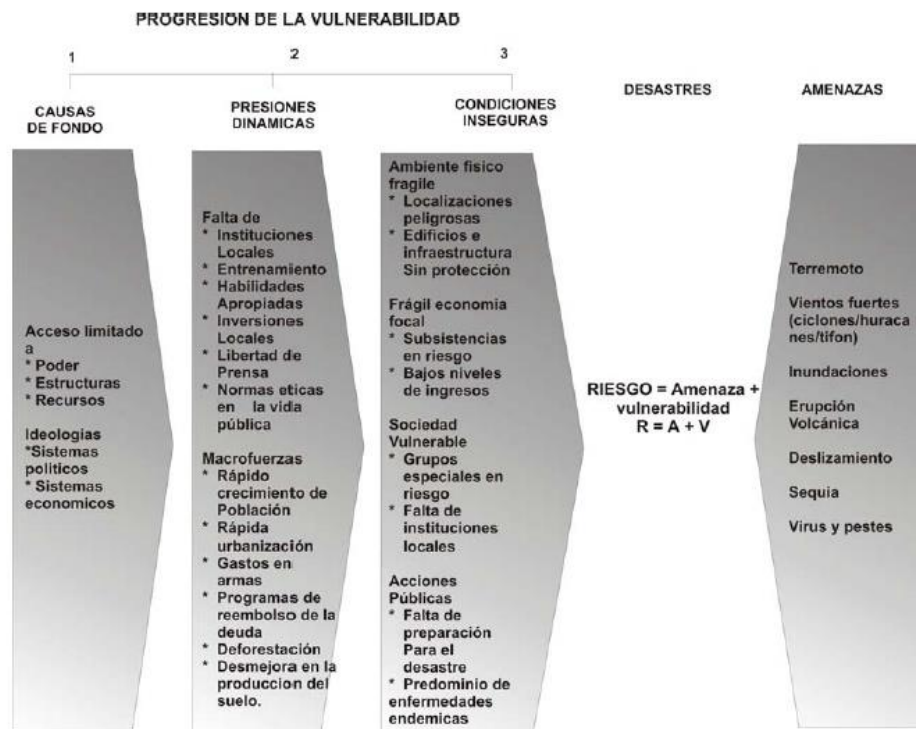 PROGRESION DE LA VULNERABILIDAD
1
2
3
CAUSAS
DE FONDO
PRESIONES
DINAMICAS
CONDICIONES
INSEGURAS
DESASTRES
AMENAZAS
Acceso limitado
a
* Poder
* Estructuras
* Recursos
Ideologias
*Sistemas
politicos
* Sistemas
economicos
Falta de
* Instituciones
Locales
* Entrenamiento
* Habilidades
Apropiadas
* Inversiones
Locales
* Libertad de
Prensa
* Normas eticas
en la vida
pública
Macrofuerzas
* Rápido
crecimiento de
Población
* Rápida
urbanización
* Gastos en
armas
* Programas de
reembolso de la
deuda
* Deforestación
* Desmejora en la
produccion del
suelo.
Ambiente fisico
fragile
* Localizaciones
peligrosas
* Edificios e
infraestructura
Sin protección
Frágil economia
focal
* Subsistencias
en riesgo
* Bajos niveles
de ingresos
Sociedad
Vulnerable
* Grupos
especiales en
riesgo
* Falta de
instituciones
locales
Acciones
Públicas
* Falta de
preparación
Para el
desastre
* Predominio de
enfermedades
endemicas
RIESGO = Amenaza +
vulnerabilidad
R = A + V
Terremoto
Vientos fuertes
(ciclones/huraca
nes/tifon)
Inundaciones
Erupción
Volcánica
Deslizamiento
Sequia
Virus y pestes